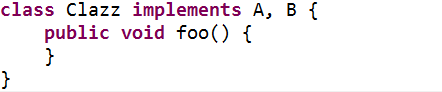 class Clazz implements A, B {
    public void foo() {
    }
}